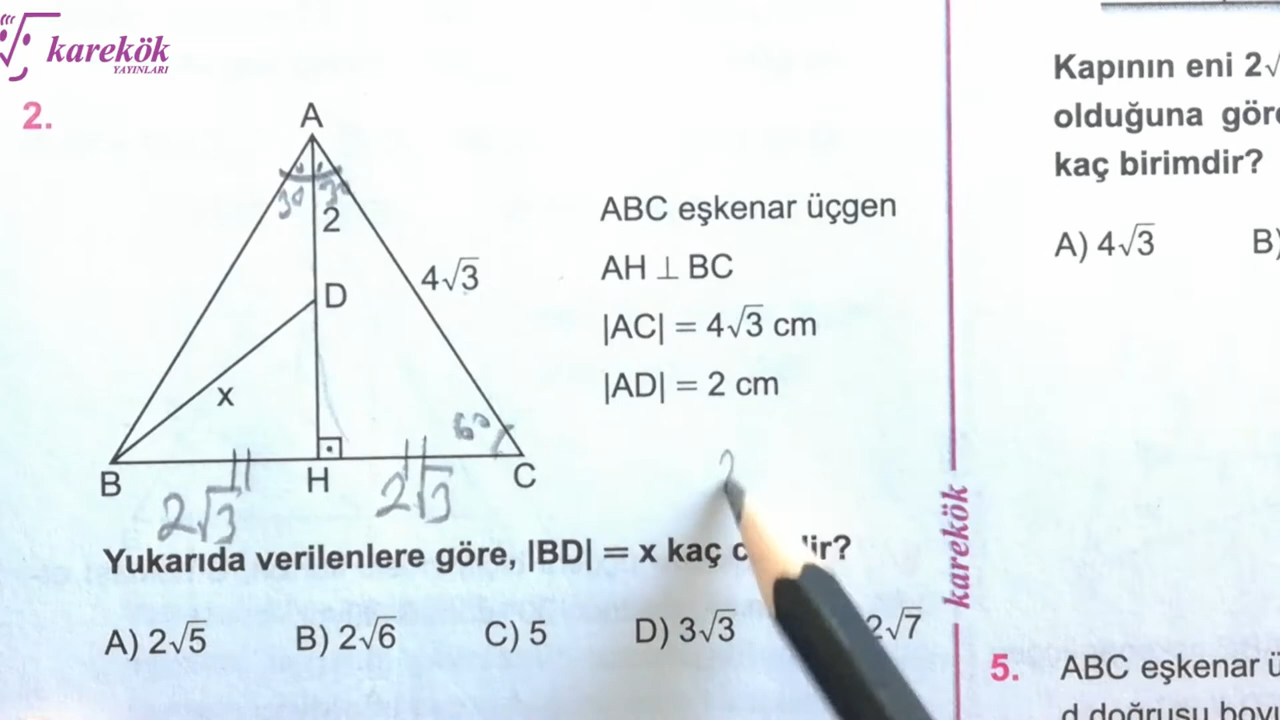 karekök
YAYINLARI
2.
A
30
30
2
D
4√3
x
60
B
H
C
2√3
2√3
ABC eşkenar üçgen
AH ⊥ BC
|AC| = 4√3 cm
|AD| = 2 cm
2
Yukarıda verilenlere göre, |BD| = x kaç
A) 2√5 B) 2√6 C) 5 D) 3√3 2√7
karekök
Kapının eni 2√
olduğuna göre
kaç birimdir?
A) 4√3 B)
5. ABC eşkenar ü
d doğrusu boyu